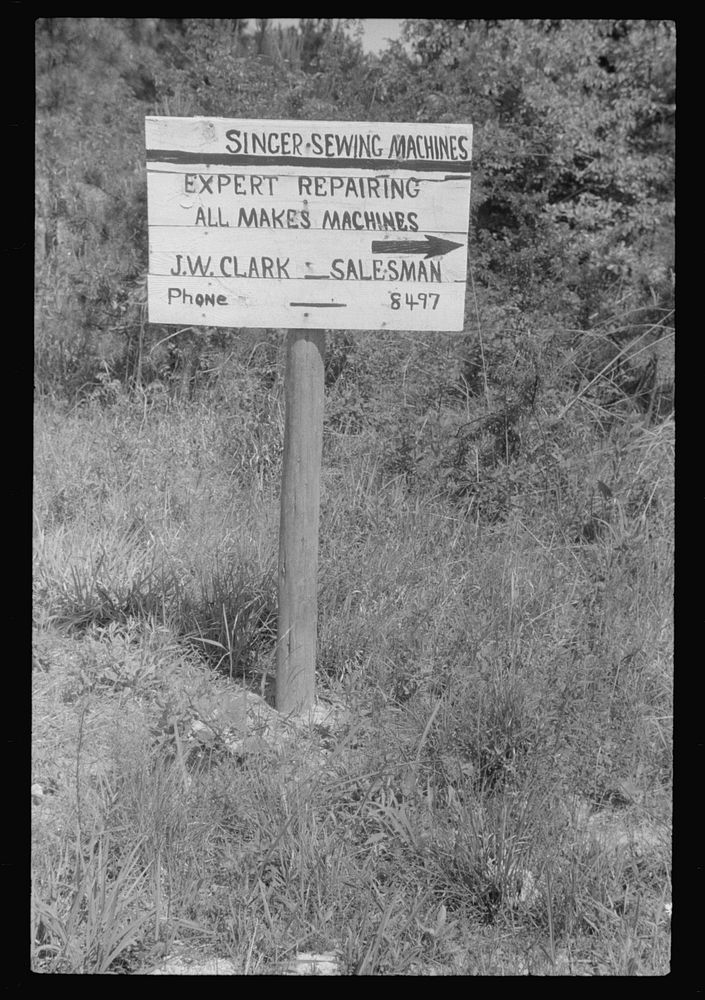 SINGER-SEWING MACHINES
EXPERT REPAIRING
ALL MAKES MACHINES
J.W. CLARK - SALESMAN
Phone — 8497